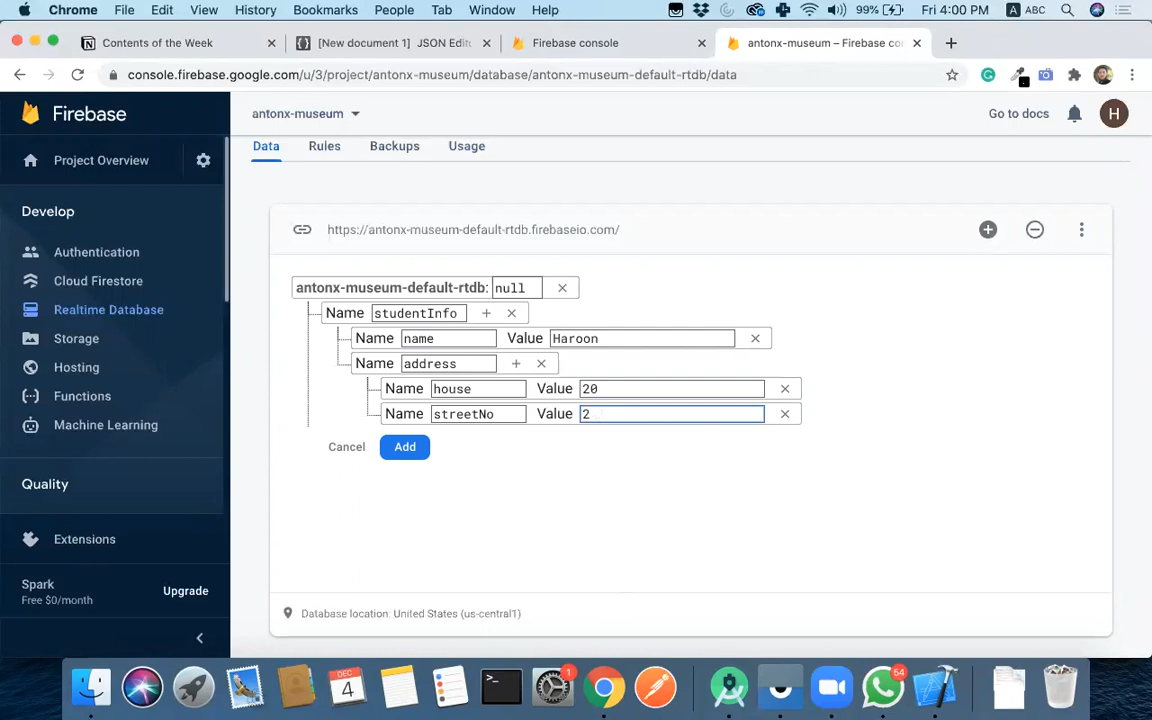 Chrome File Edit View History Bookmarks People Tab Window Help 99% Fri 4:00 PM A ABC
Contents of the Week
[New document 1] JSON Edit
Firebase console
antonx-museum – Firebase con
console.firebase.google.com/u/3/project/antonx-museum/database/antonx-museum-default-rtdb/data
Firebase
antonx-museum
Go to docs
H
Project Overview
Data Rules Backups Usage
Develop
Authentication
Cloud Firestore
Realtime Database
Storage
Hosting
Functions
Machine Learning
Quality
Extensions
Spark
Free $0/month
Upgrade
https://antonx-museum-default-rtdb.firebaseio.com/
antonx-museum-default-rtdb: null
Name studentInfo
Name name Value Haroon
Name address
Name house Value 20
Name streetNo Value 2
Cancel Add
Database location: United States (us-central1)
DEC
4
1
64